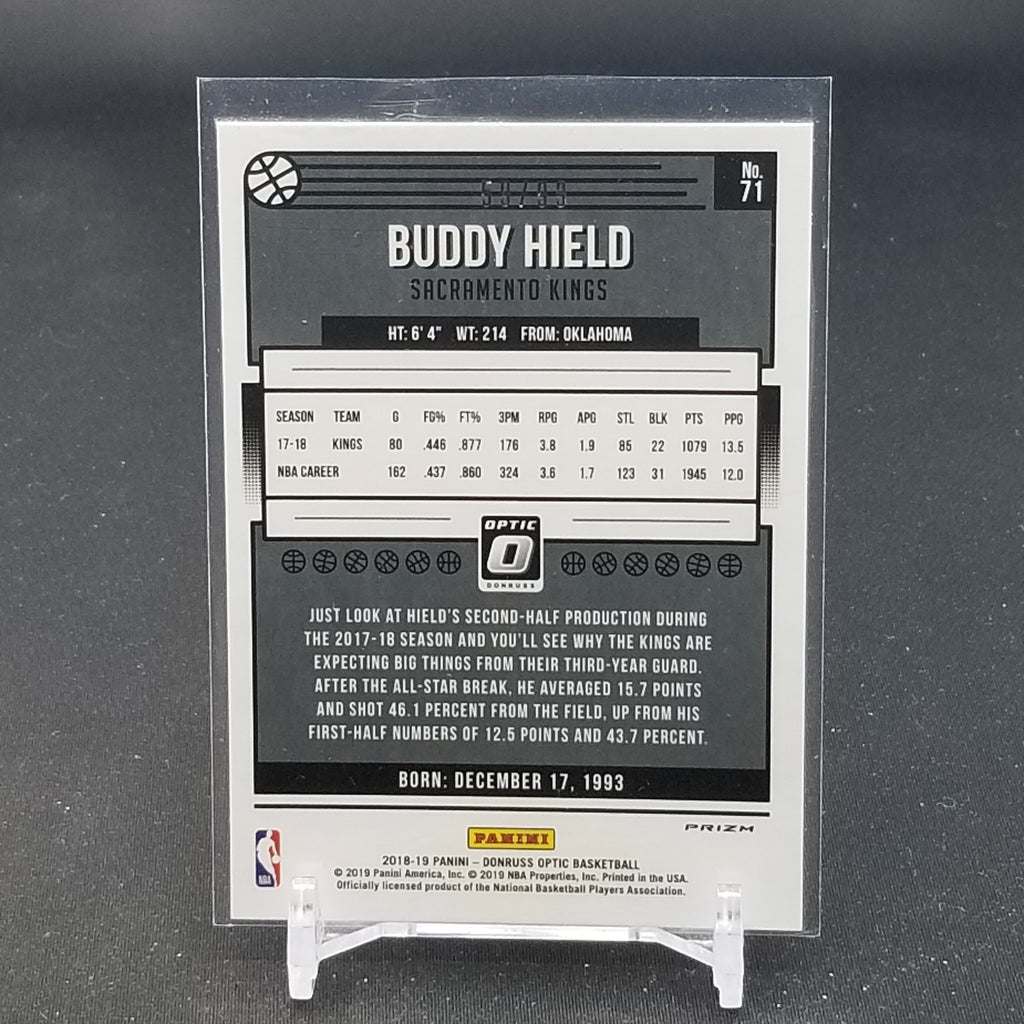 No.
71
BUDDY HIELD
SACRAMENTO KINGS
HT: 6' 4" WT: 214 FROM: OKLAHOMA
SEASON TEAM G FG% FT% 3PM RPG APG STL BLK PTS PPG
17-18 KINGS 80 .446 .877 176 3.8 1.9 85 22 1079 13.5
NBA CAREER 162 .437 .860 324 3.6 1.7 123 31 1945 12.0
OPTIC
O
DONRUSS
JUST LOOK AT HIELD'S SECOND-HALF PRODUCTION DURING
THE 2017-18 SEASON AND YOU'LL SEE WHY THE KINGS ARE
EXPECTING BIG THINGS FROM THEIR THIRD-YEAR GUARD.
AFTER THE ALL-STAR BREAK, HE AVERAGED 15.7 POINTS
AND SHOT 46.1 PERCENT FROM THE FIELD, UP FROM HIS
FIRST-HALF NUMBERS OF 12.5 POINTS AND 43.7 PERCENT.
BORN: DECEMBER 17, 1993
PRIZM
PANINI
NBA
2018-19 PANINI – DONRUSS OPTIC BASKETBALL
© 2019 Panini America, Inc. © 2019 NBA Properties, Inc. Printed in the USA.
Officially licensed product of the National Basketball Players Association.